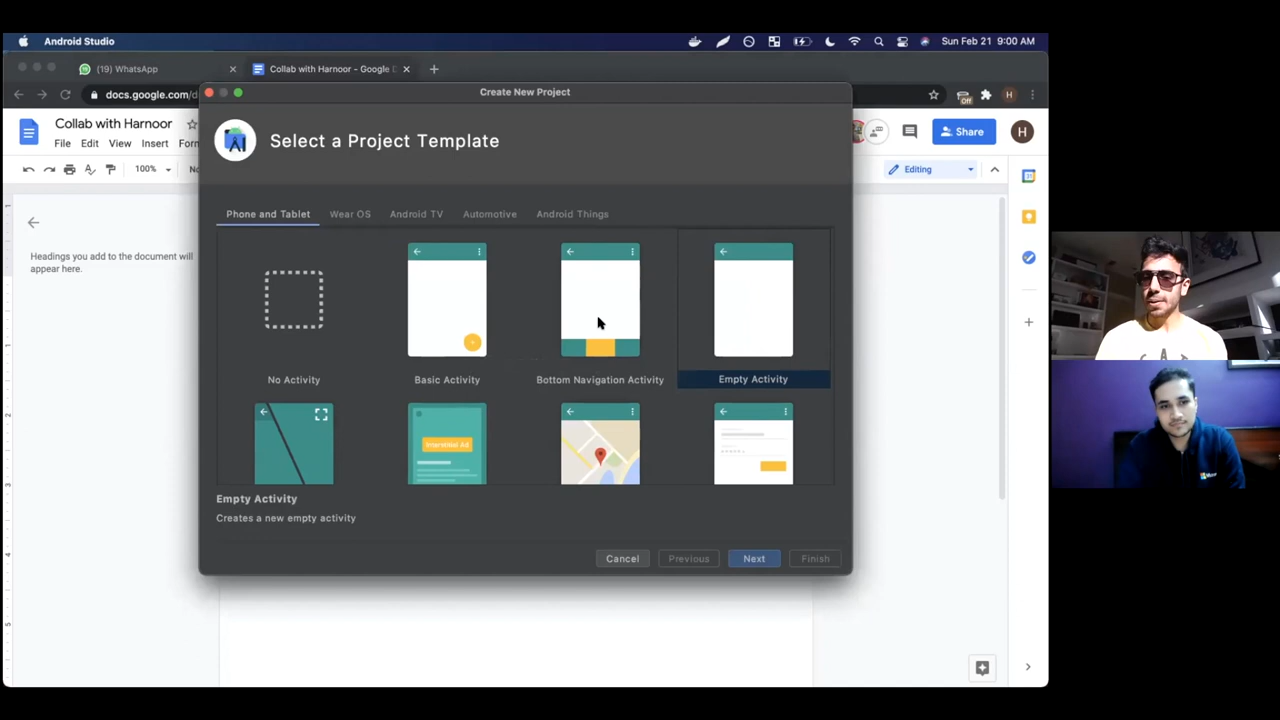 Android Studio
Sun Feb 21 9:00 AM
(19) WhatsApp
Collab with Harnoor - Google D
docs.google.com/d
Off
H
Create New Project
Collab with Harnoor
File Edit View Insert Forn
Share
H
100%
No
Editing
Select a Project Template
Phone and Tablet
Wear OS
Android TV
Automotive
Android Things
Headings you add to the document will
appear here.
No Activity
Basic Activity
Bottom Navigation Activity
Empty Activity
Interstitial Ad
Empty Activity
Creates a new empty activity
Cancel
Previous
Next
Finish